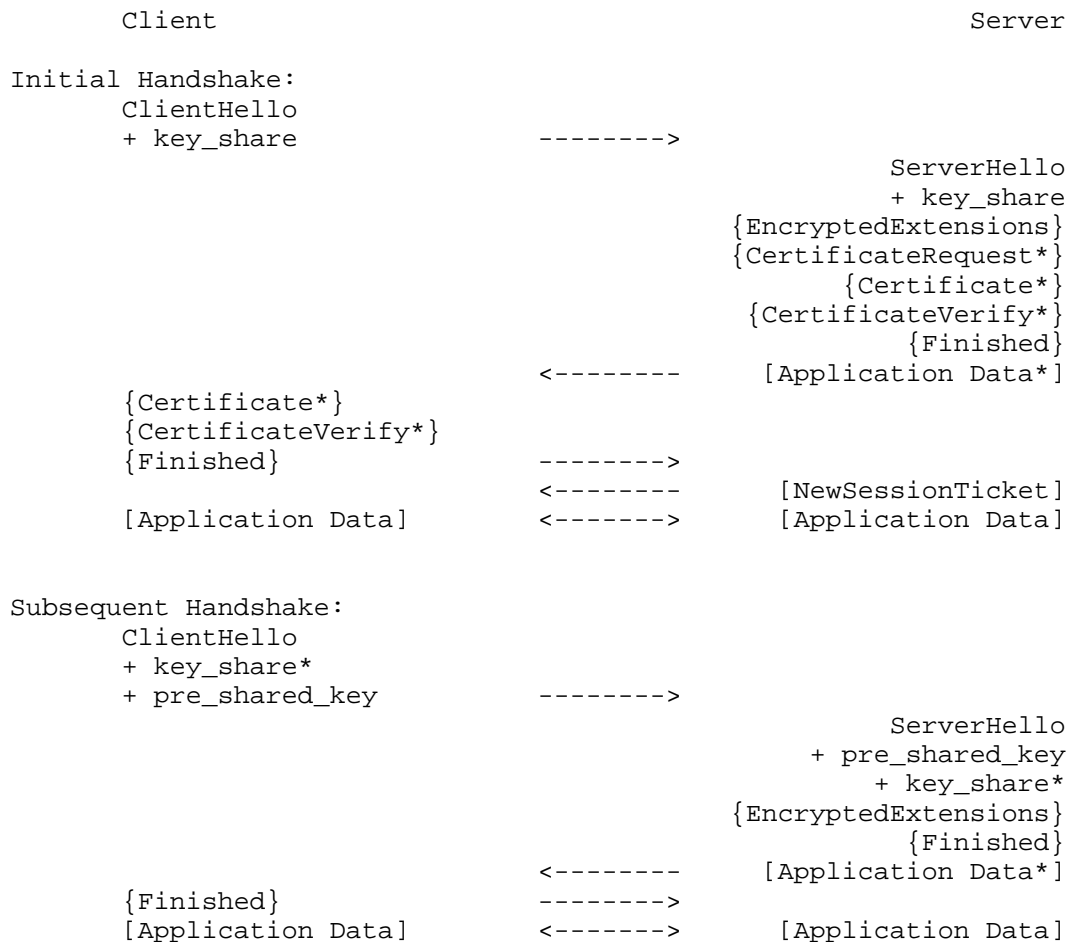 Client Server
Initial Handshake:
ClientHello
+ key_share -------->
ServerHello
+ key_share
{EncryptedExtensions}
{CertificateRequest*}
{Certificate*}
{CertificateVerify*}
{Finished}
<-------- [Application Data*]
{Certificate*}
{CertificateVerify*}
{Finished} -------->
<-------- [NewSessionTicket]
[Application Data] <-------> [Application Data]
Subsequent Handshake:
ClientHello
+ key_share*
+ pre_shared_key -------->
ServerHello
+ pre_shared_key
+ key_share*
{EncryptedExtensions}
{Finished}
<-------- [Application Data*]
{Finished} -------->
[Application Data] <-------> [Application Data]